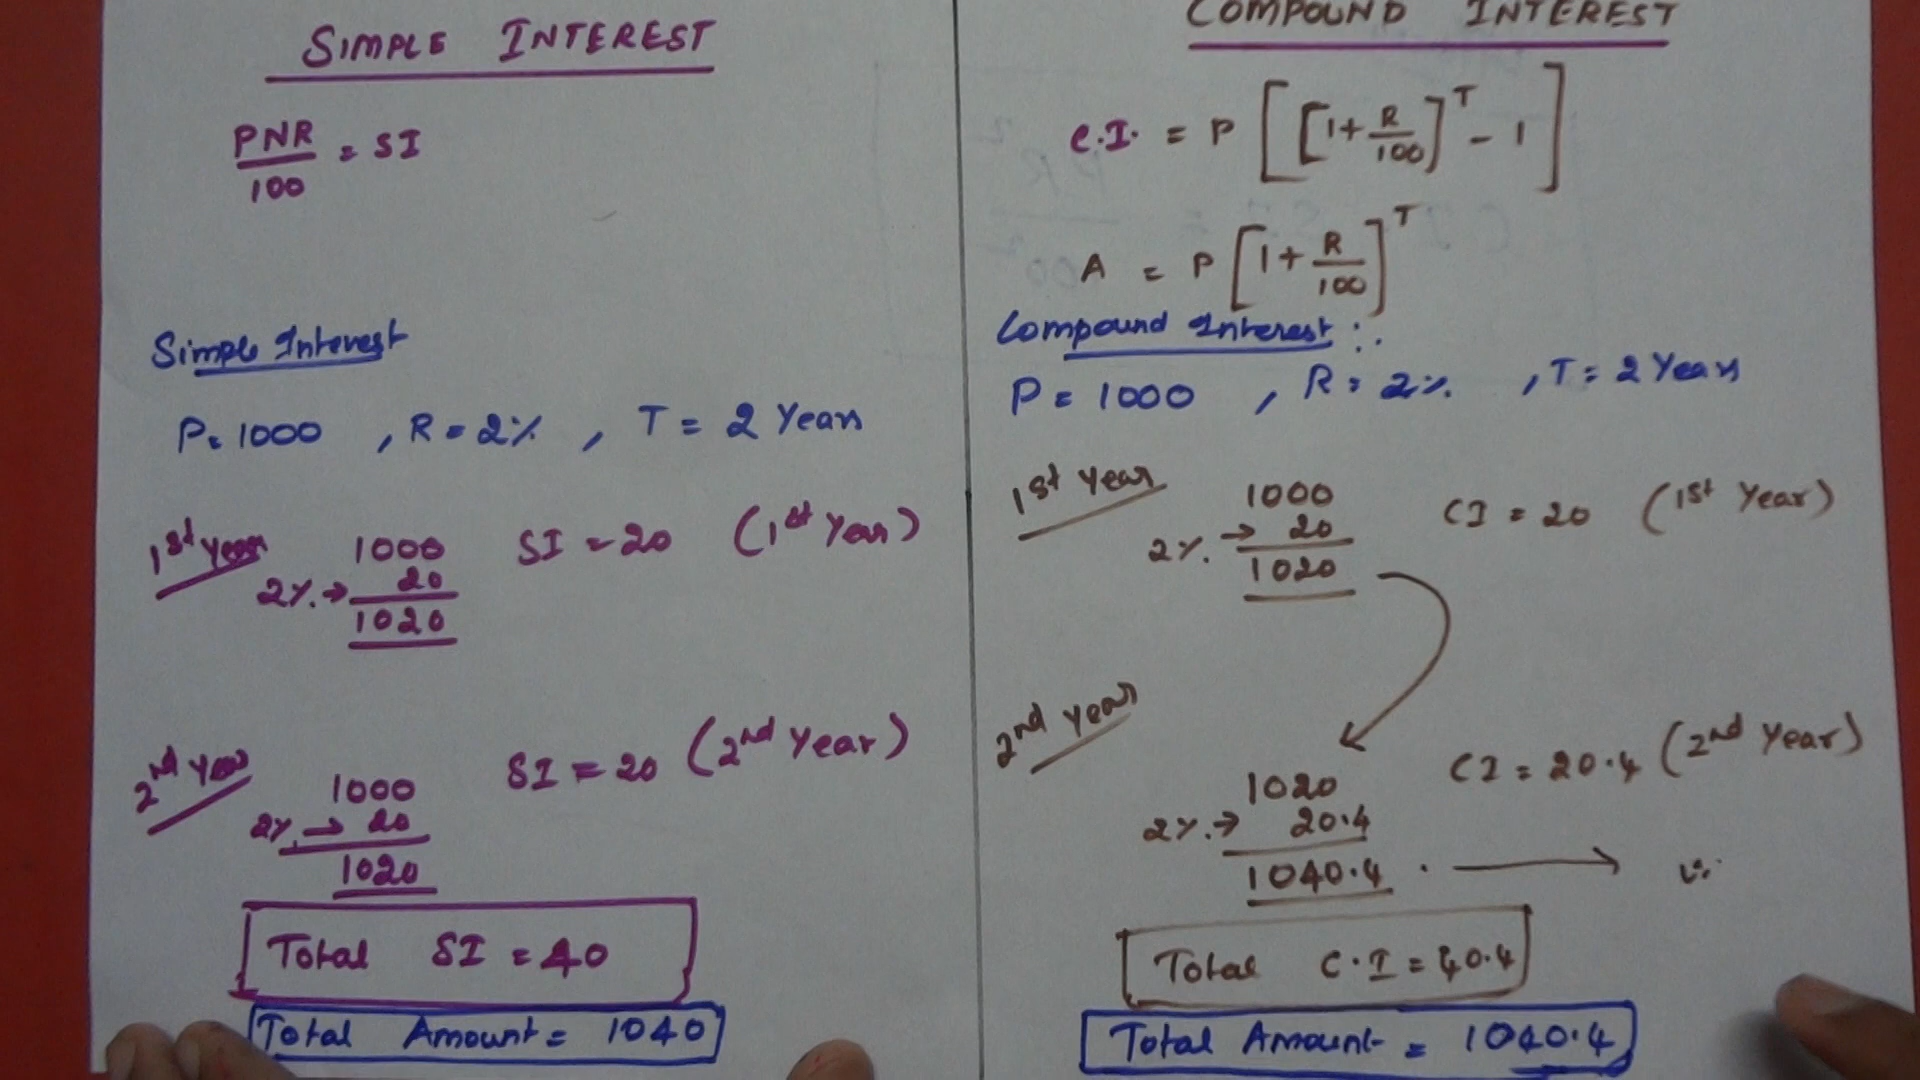 SIMPLE INTEREST
PNR/100 = SI
Simple Interest
P = 1000 , R = 2% , T = 2 Years
1st Year
1000
2% → 20
1020
SI = 20 (1st Year)
2nd Year
1000
2% → 20
1020
SI = 20 (2nd Year)
Total SI = 40
Total Amount = 1040
COMPOUND INTEREST
C.I. = P [ [1 + R/100]^T - 1 ]
A = P [1 + R/100]^T
Compound Interest :.
P = 1000 , R = 2% , T = 2 Years
1st Year
1000
2% → 20
1020
CI = 20 (1st Year)
2nd Year
1020
2% → 20.4
1040.4 →
CI = 20.4 (2nd Year)
Total C.I = 40.4
Total Amount = 1040.4